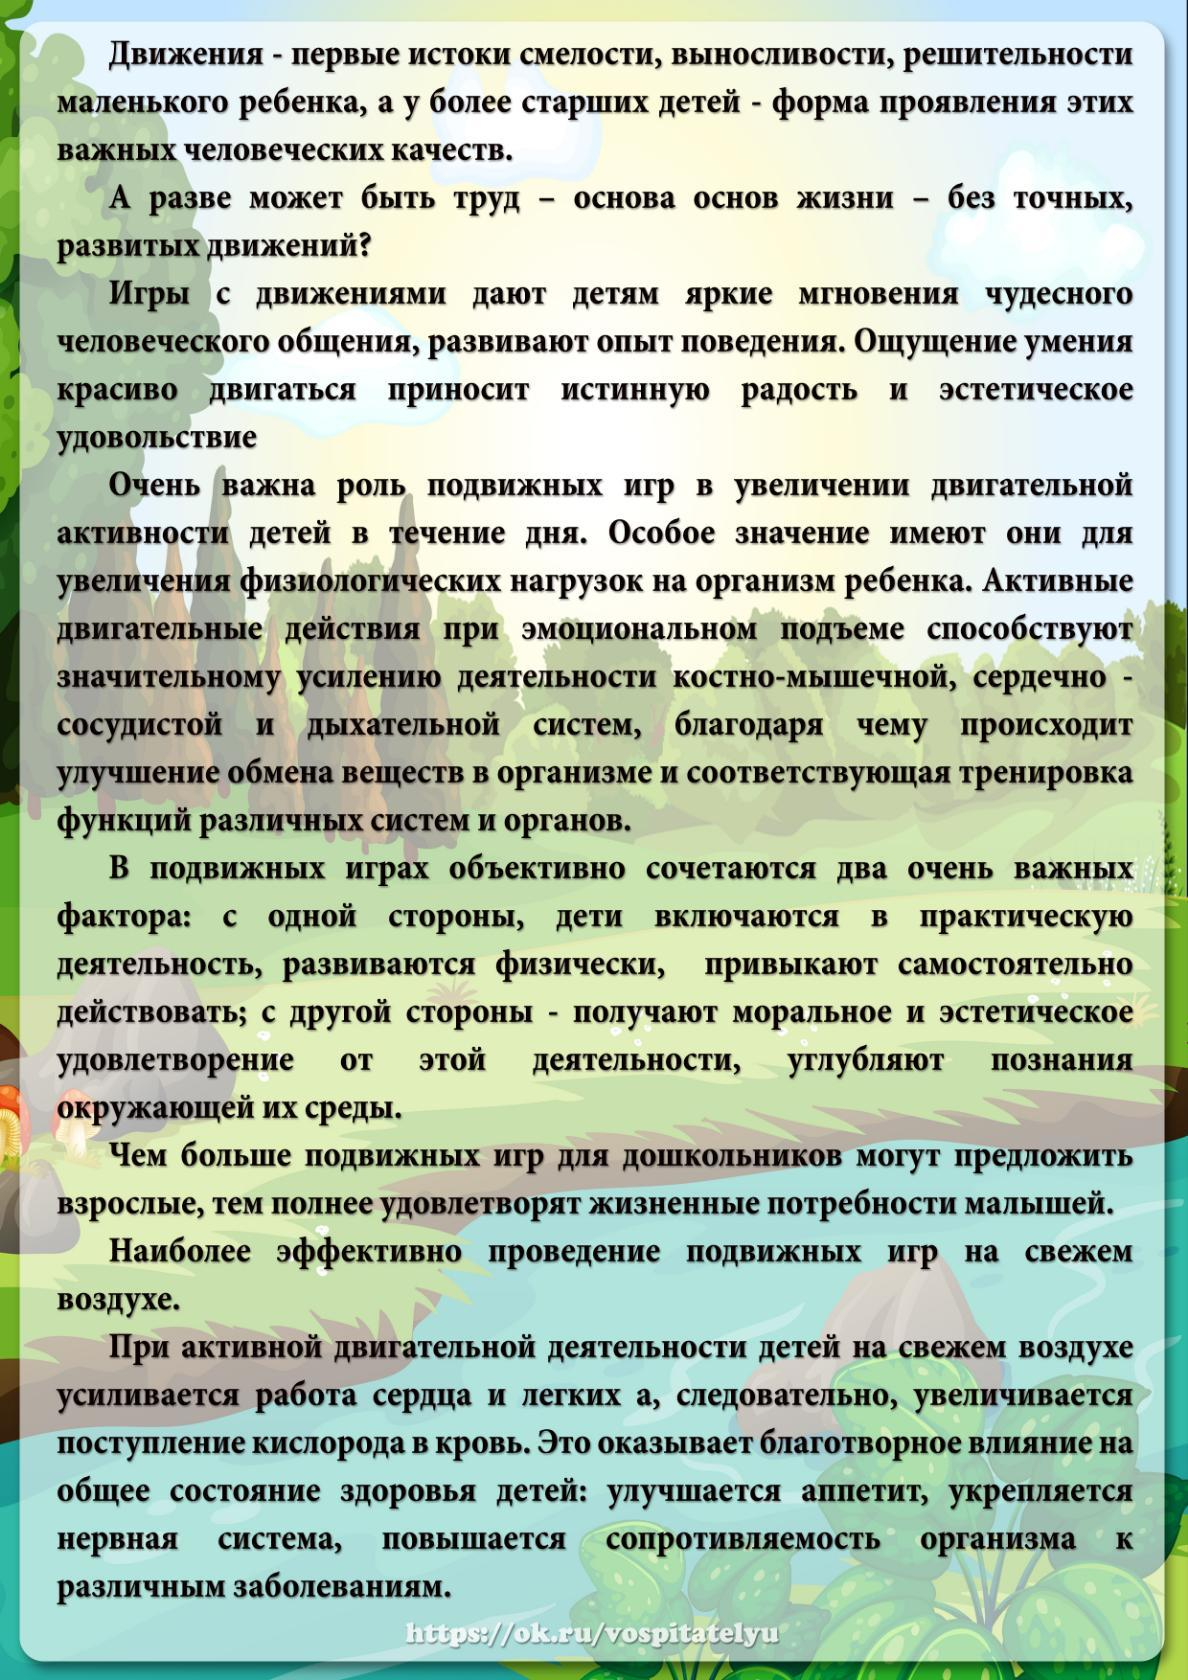 Движения - первые истоки смелости, выносливости, решительности
маленького ребенка, а у более старших детей - форма проявления этих
важных человеческих качеств.
А разве может быть труд – основа основ жизни – без точных,
развитых движений?
Игры с движениями дают детям яркие мгновения чудесного
человеческого общения, развивают опыт поведения. Ощущение умения
красиво двигаться приносит истинную радость и эстетическое
удовольствие
Очень важна роль подвижных игр в увеличении двигательной
активности детей в течение дня. Особое значение имеют они для
увеличения физиологических нагрузок на организм ребенка. Активные
двигательные действия при эмоциональном подъеме способствуют
значительному усилению деятельности костно-мышечной, сердечно -
сосудистой и дыхательной систем, благодаря чему происходит
улучшение обмена веществ в организме и соответствующая тренировка
функций различных систем и органов.
В подвижных играх объективно сочетаются два очень важных
фактора: с одной стороны, дети включаются в практическую
деятельность, развиваются физически, привыкают самостоятельно
действовать; с другой стороны - получают моральное и эстетическое
удовлетворение от этой деятельности, углубляют познания
окружающей их среды.
Чем больше подвижных игр для дошкольников могут предложить
взрослые, тем полнее удовлетворят жизненные потребности малышей.
Наиболее эффективно проведение подвижных игр на свежем
воздухе.
При активной двигательной деятельности детей на свежем воздухе
усиливается работа сердца и легких а, следовательно, увеличивается
поступление кислорода в кровь. Это оказывает благотворное влияние на
общее состояние здоровья детей: улучшается аппетит, укрепляется
нервная система, повышается сопротивляемость организма к
различным заболеваниям.
https://ok.ru/vospitatelyu